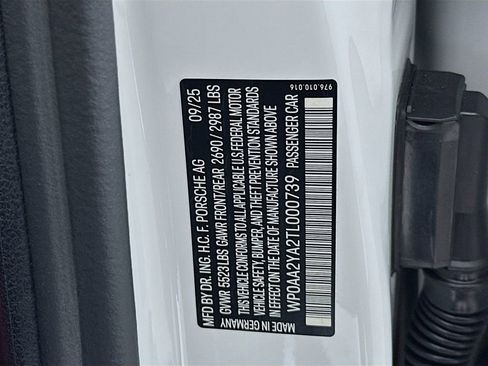 976.010.016
MFD BY DR. ING. H.C. F. PORSCHE AG 09/25
GVWR 5523 LBS GAWR FRONT/REAR 2690 / 2987 LBS
THIS VEHICLE CONFORMS TO ALL APPLICABLE U.S. FEDERAL MOTOR
VEHICLE SAFETY, BUMPER, AND THEFT PREVENTION STANDARDS
IN EFFECT ON THE DATE OF MANUFACTURE SHOWN ABOVE
WP0AA2YA2TL000739 PASSENGER CAR
MADE IN GERMANY